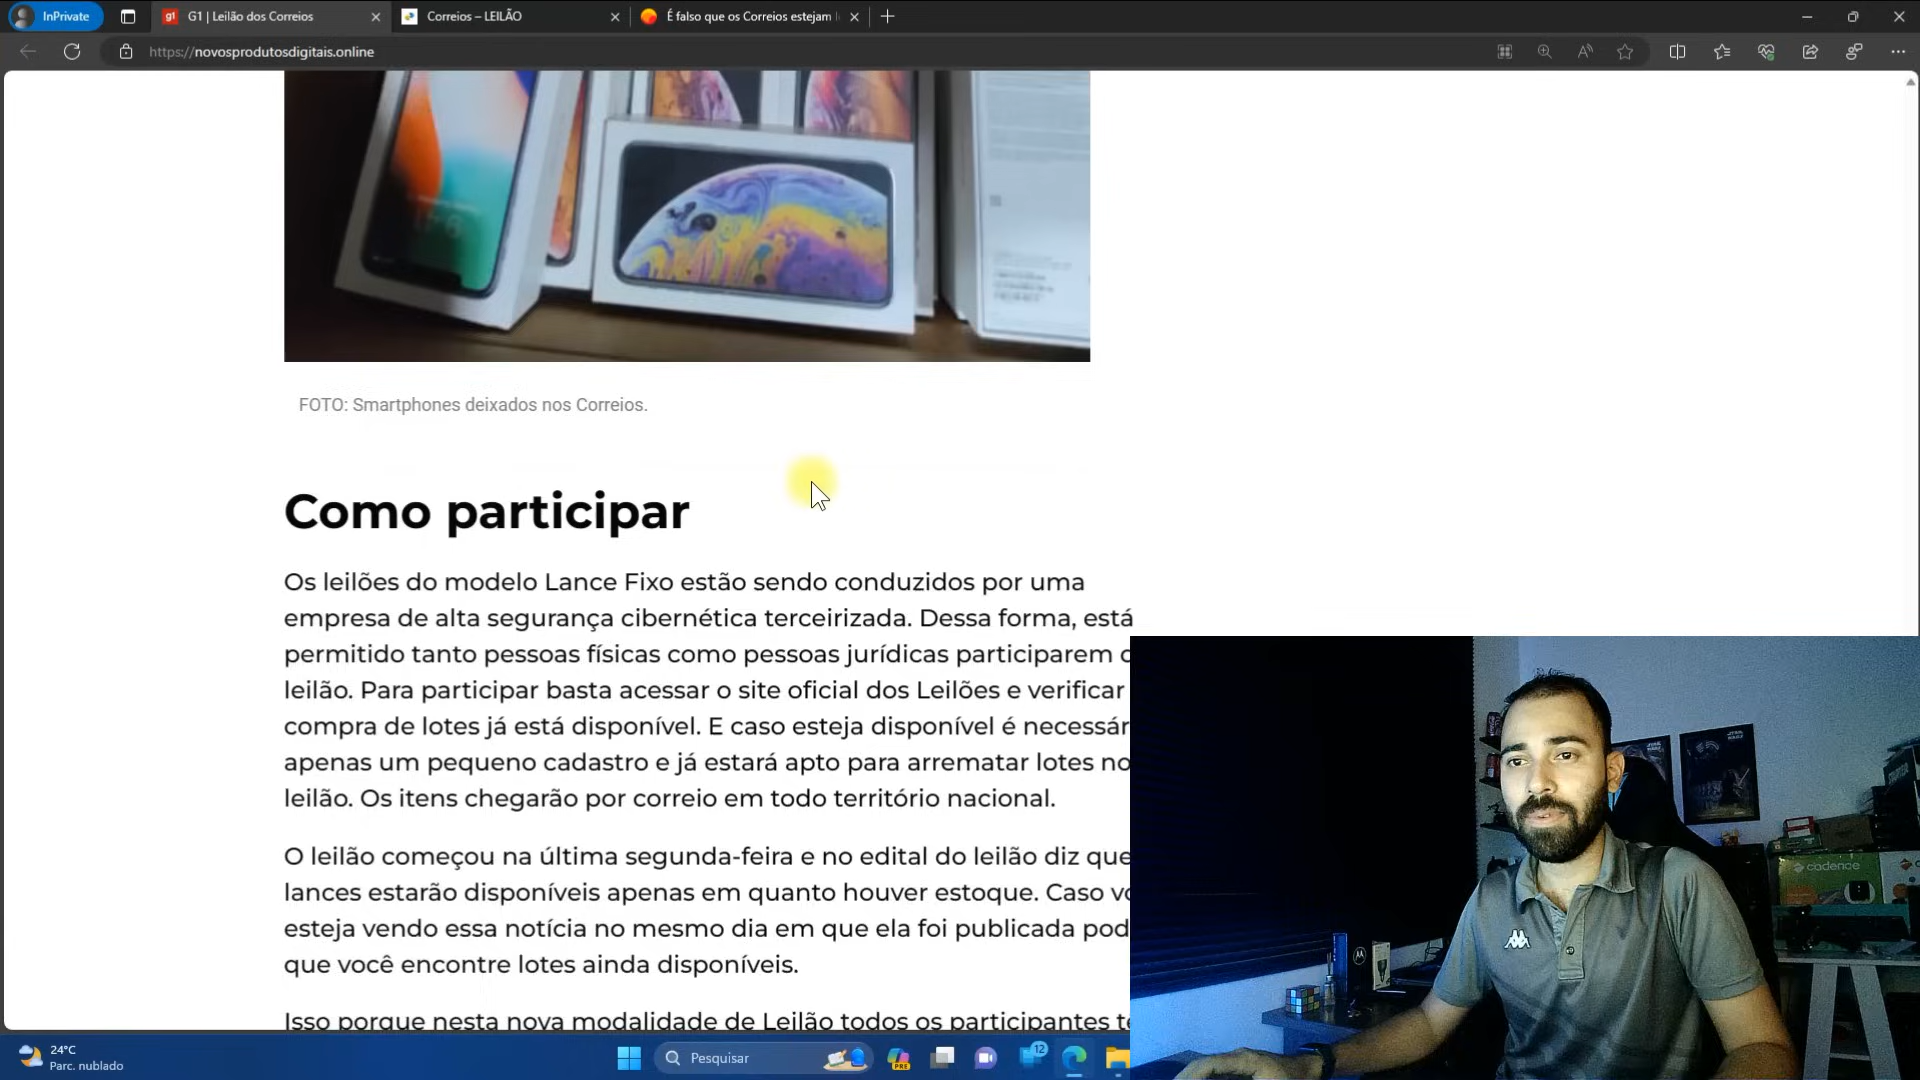 InPrivate
g1 G1 | Leilão dos Correios
Correios – LEILÃO
É falso que os Correios estejam
https://novosprodutosdigitais.online
FOTO: Smartphones deixados nos Correios.
Como participar
Os leilões do modelo Lance Fixo estão sendo conduzidos por uma
empresa de alta segurança cibernética terceirizada. Dessa forma, está
permitido tanto pessoas físicas como pessoas jurídicas participarem
leilão. Para participar basta acessar o site oficial dos Leilões e verificar
compra de lotes já está disponível. E caso esteja disponível é necessár
apenas um pequeno cadastro e já estará apto para arrematar lotes no
leilão. Os itens chegarão por correio em todo território nacional.
O leilão começou na última segunda-feira e no edital do leilão diz que
lances estarão disponíveis apenas em quanto houver estoque. Caso vo
esteja vendo essa notícia no mesmo dia em que ela foi publicada pod
que você encontre lotes ainda disponíveis.
Isso porque nesta nova modalidade de Leilão todos os participantes te
STAR WARS
cadence
24°C
Parc. nublado
Pesquisar
PRE
12